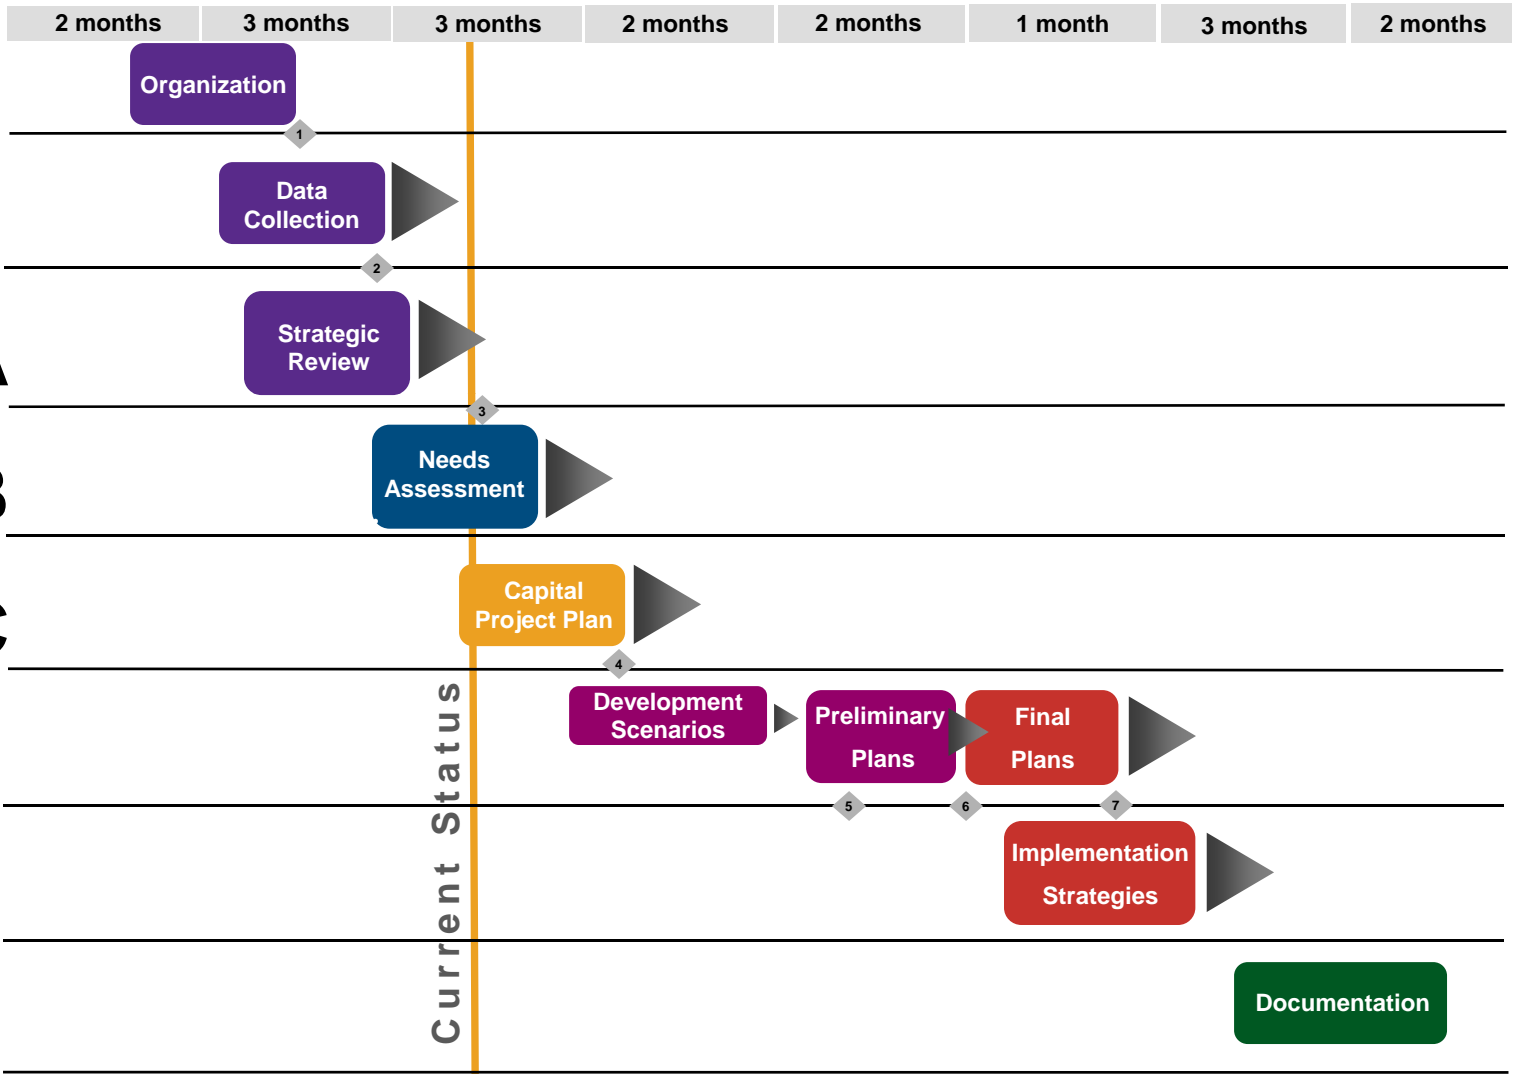 2 months
3 months
3 months
2 months
2 months
1 month
3 months
2 months
Organization
1
Data
Collection
2
Strategic
Review
3
B
Needs
Assessment
C
Capital
Project Plan
4
Development
Scenarios
Preliminary
Plans
Final
Plans
5
6
7
Implementation
Strategies
Current Status
Documentation